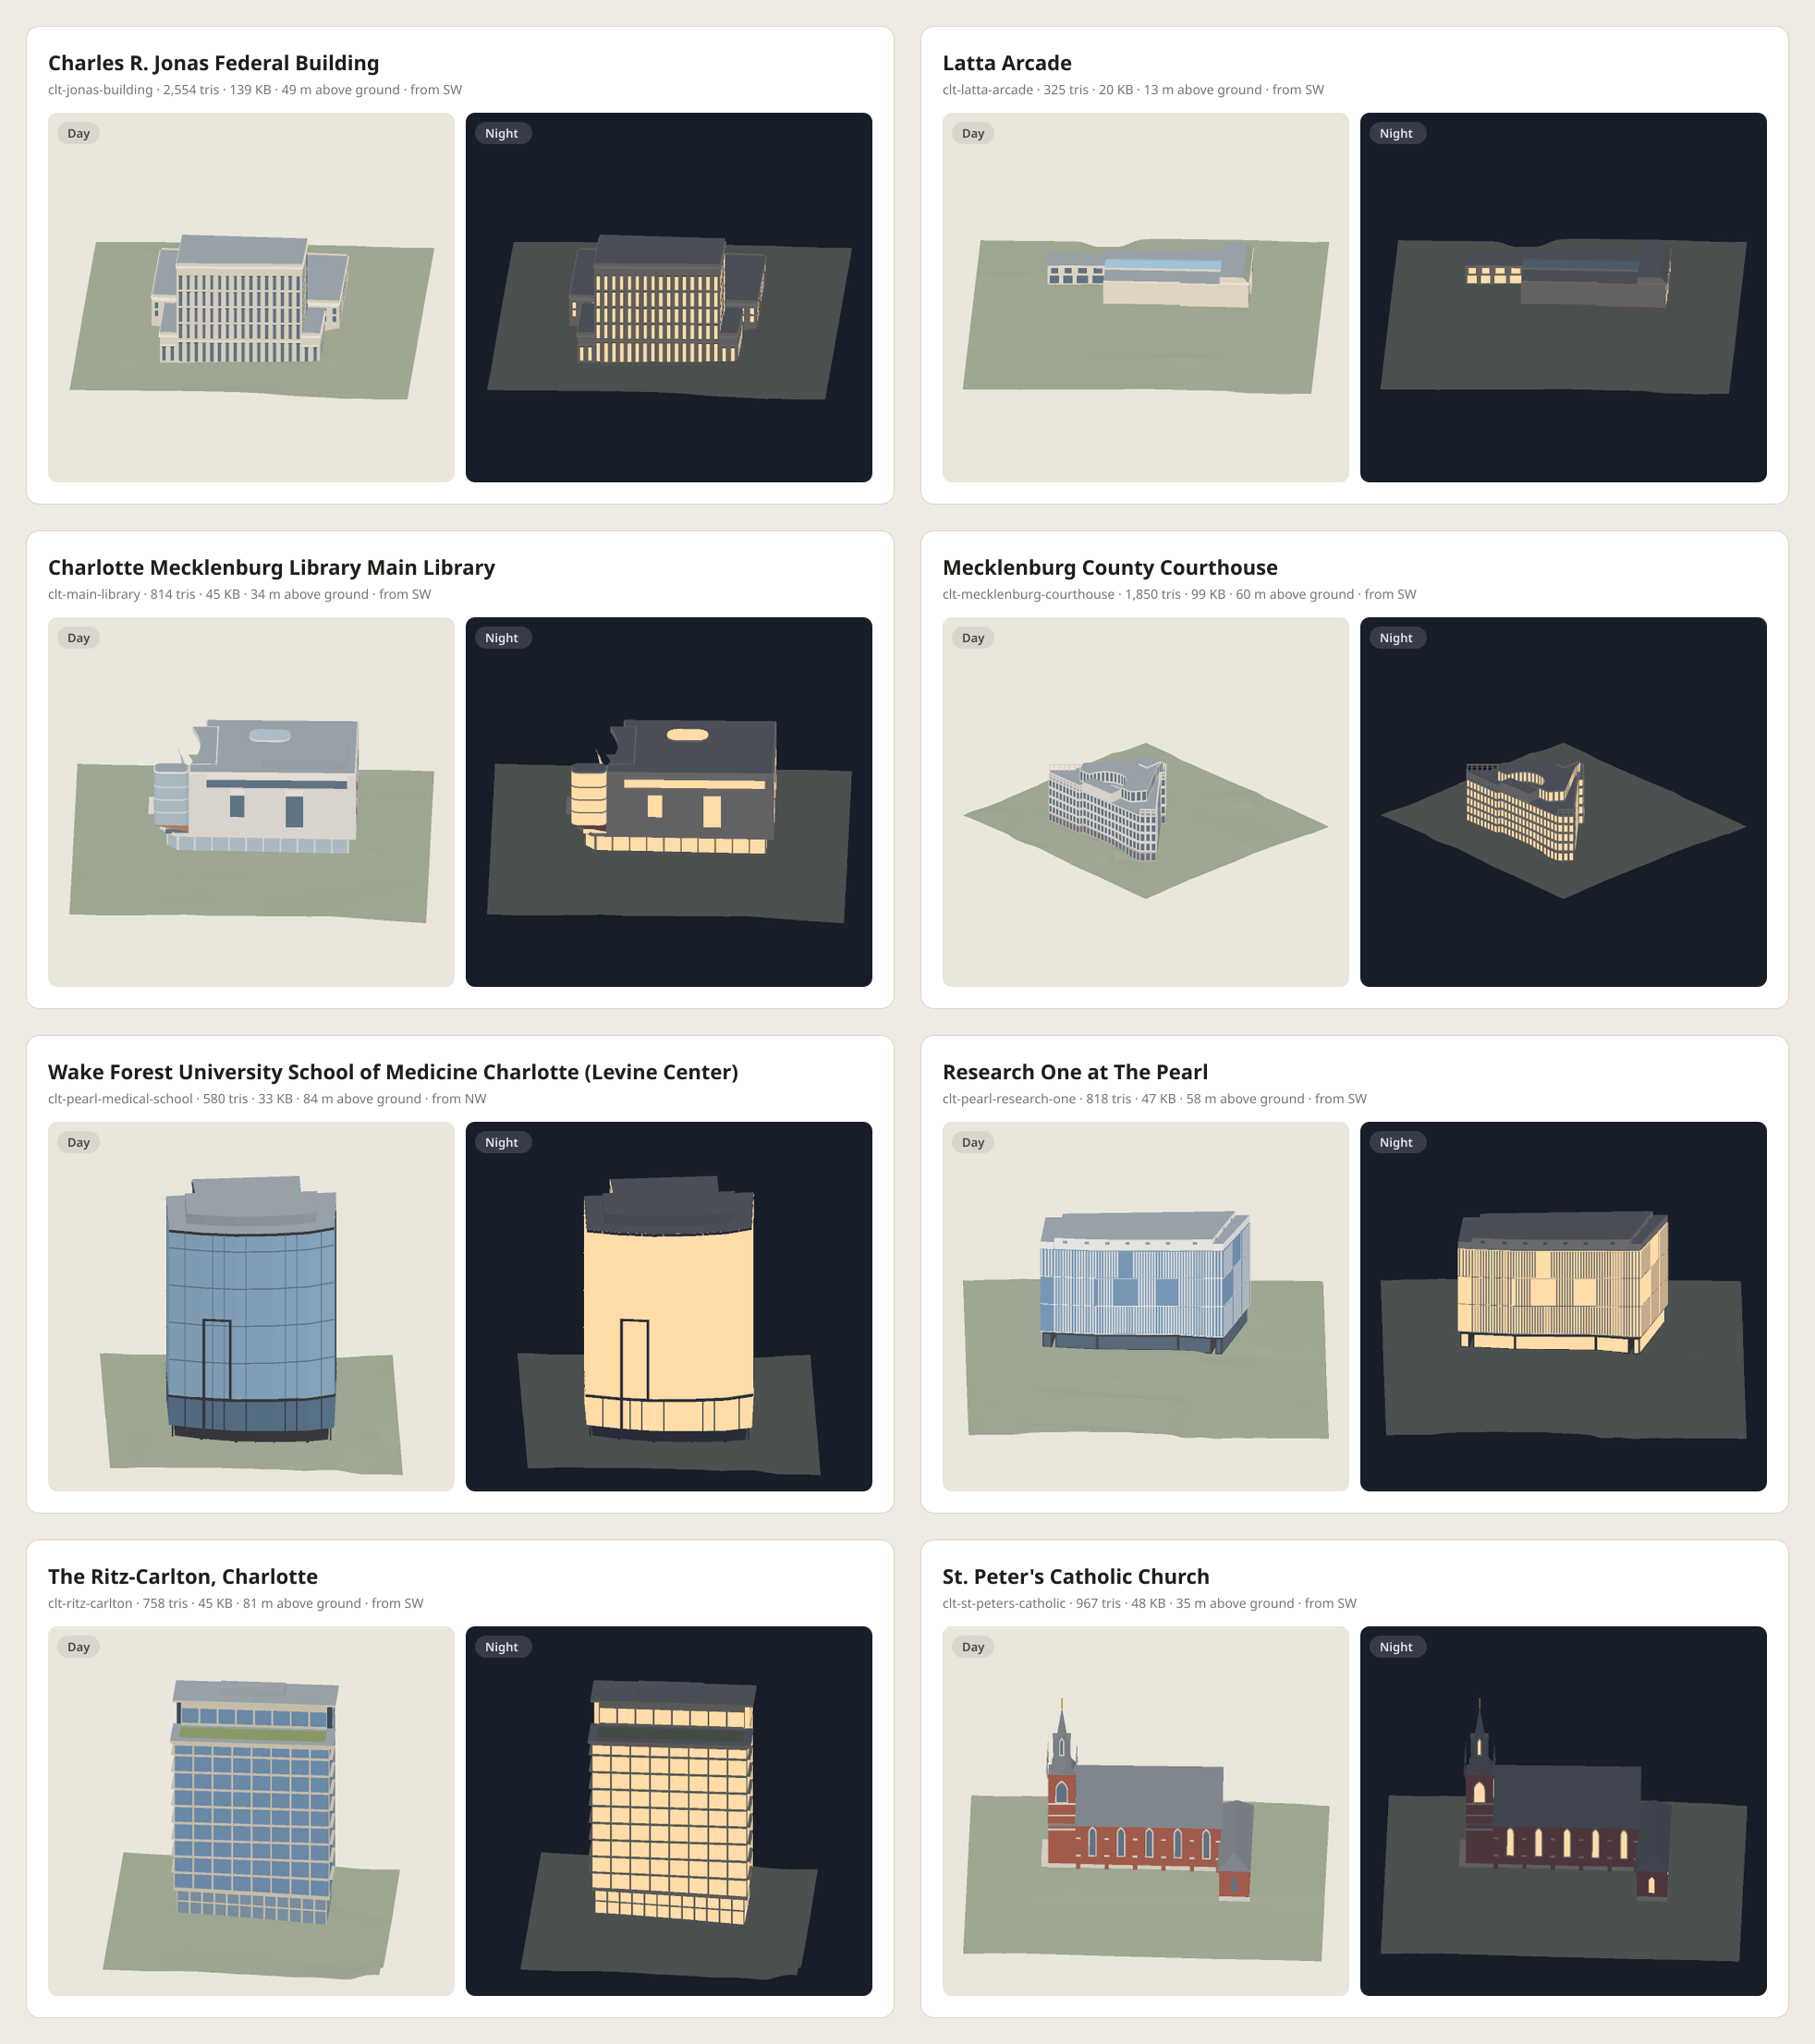 Charles R. Jonas Federal Building
clt-jonas-building · 2,554 tris · 139 KB · 49 m above ground · from SW
Day
Night
Latta Arcade
clt-latta-arcade · 325 tris · 20 KB · 13 m above ground · from SW
Day
Night
Charlotte Mecklenburg Library Main Library
clt-main-library · 814 tris · 45 KB · 34 m above ground · from SW
Day
Night
Mecklenburg County Courthouse
clt-mecklenburg-courthouse · 1,850 tris · 99 KB · 60 m above ground · from SW
Day
Night
Wake Forest University School of Medicine Charlotte (Levine Center)
clt-pearl-medical-school · 580 tris · 33 KB · 84 m above ground · from NW
Day
Night
Research One at The Pearl
clt-pearl-research-one · 818 tris · 47 KB · 58 m above ground · from SW
Day
Night
The Ritz-Carlton, Charlotte
clt-ritz-carlton · 758 tris · 45 KB · 81 m above ground · from SW
Day
Night
St. Peter's Catholic Church
clt-st-peters-catholic · 967 tris · 48 KB · 35 m above ground · from SW
Day
Night